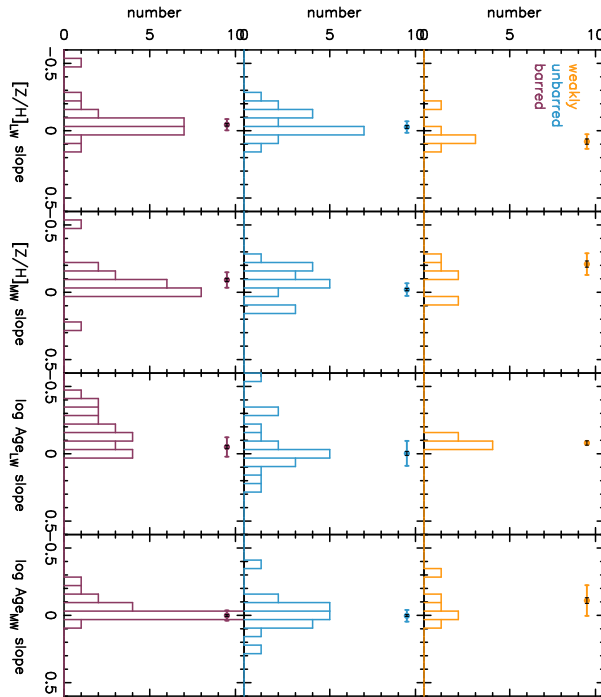 number number number
0 5 10 0 5 10 0 5 10
weakly
unbarred
barred
-0.5 0 0.5
[Z/H]LW slope
-0.5 0 0.5
[Z/H]MW slope
-0.5 0 0.5
log AgeLW slope
-0.5 0 0.5
log AgeMW slope